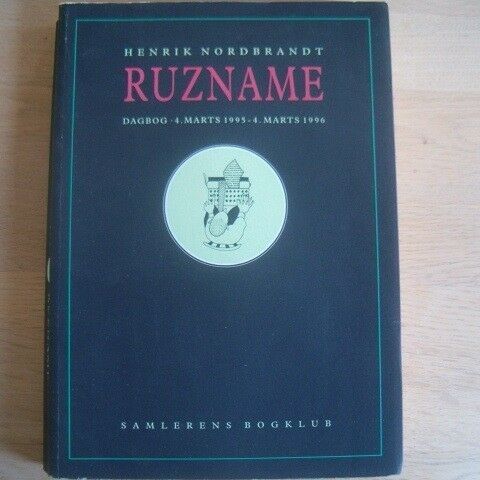 HENRIK NORDBRANDT
RUZNAME
DAGBOG · 4. MARTS 1995 - 4. MARTS 1996
SAMLERENS BOGKLUB